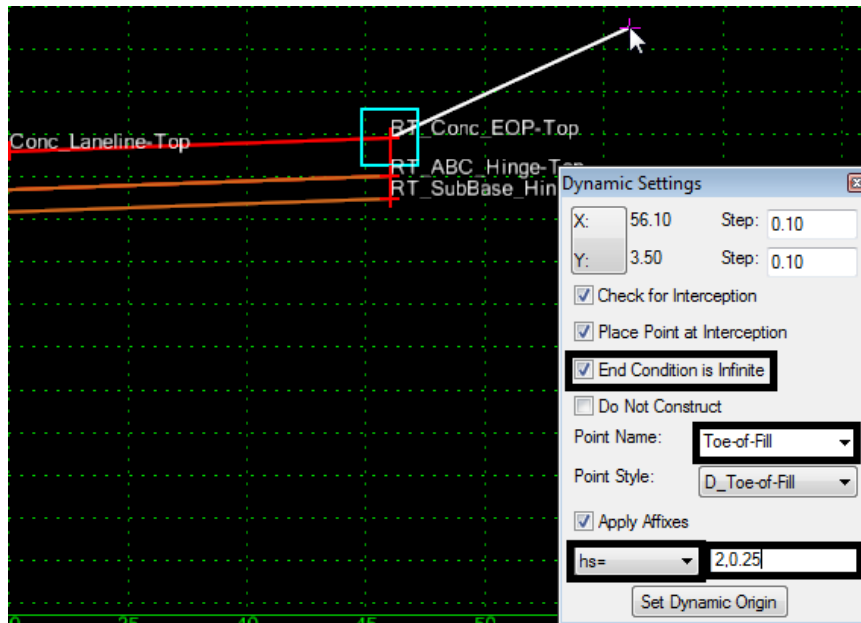 RT_Conc_EOP-Top
Conc_Laneline-Top
RT_ABC_Hinge-Top
RT_SubBase_Hin
Dynamic Settings
X: 56.10 Step: 0.10
Y: 3.50 Step: 0.10
Check for Interception
Place Point at Interception
End Condition is Infinite
Do Not Construct
Point Name: Toe-of-Fill
Point Style: D_Toe-of-Fill
Apply Affixes
hs= 2,0.25
Set Dynamic Origin
0 25 45 50